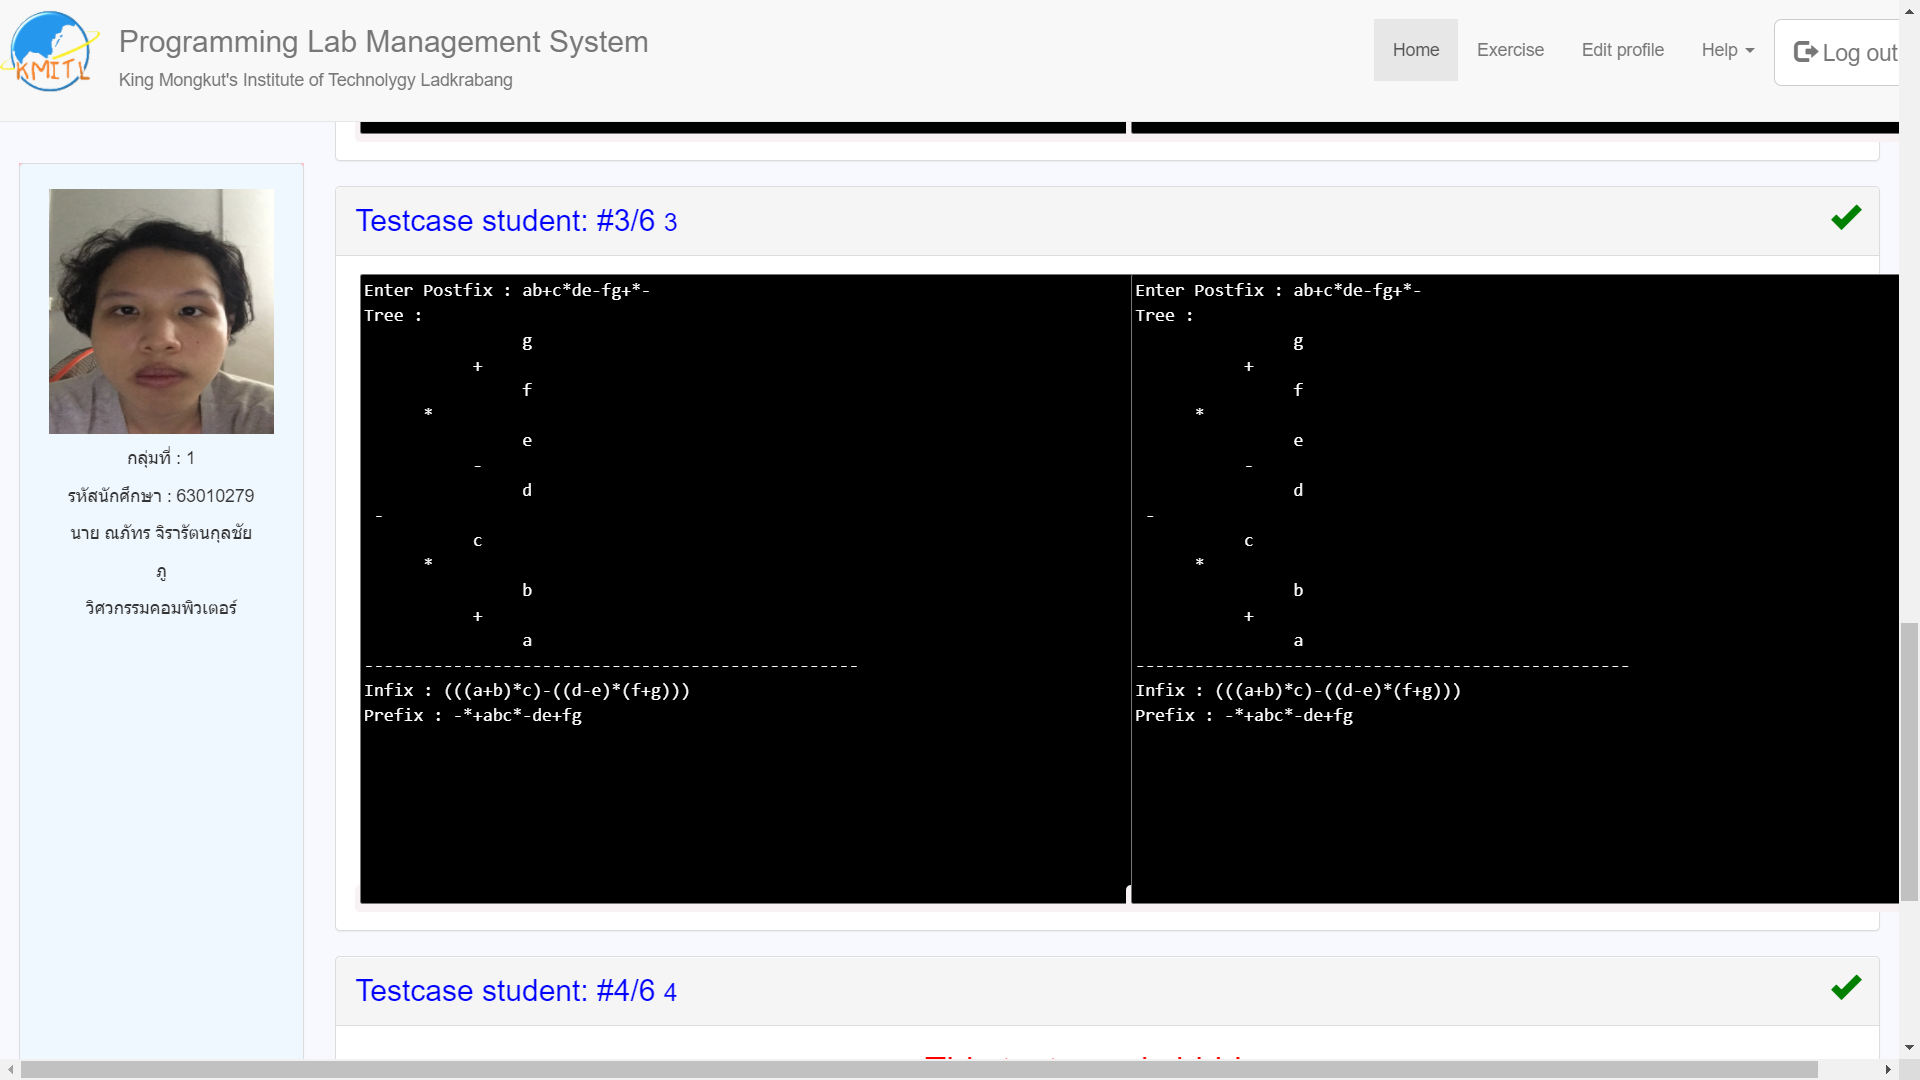 KMITL
Programming Lab Management System
King Mongkut's Institute of Technolygy Ladkrabang
Home
Exercise
Edit profile
Help
Log out
กลุ่มที่ : 1
รหัสนักศึกษา : 63010279
นาย ณภัทร จิรารัตนกุลชัย
ภู
วิศวกรรมคอมพิวเตอร์
Testcase student: #3/6 3
Enter Postfix : ab+c*de-fg+*-
Tree :
                g
           +
                f
      *
                e
           -
                d
 -
           c
      *
                b
           +
                a
--------------------------------------------------
Infix : (((a+b)*c)-((d-e)*(f+g)))
Prefix : -*+abc*-de+fg
Enter Postfix : ab+c*de-fg+*-
Tree :
                g
           +
                f
      *
                e
           -
                d
 -
           c
      *
                b
           +
                a
--------------------------------------------------
Infix : (((a+b)*c)-((d-e)*(f+g)))
Prefix : -*+abc*-de+fg
Testcase student: #4/6 4